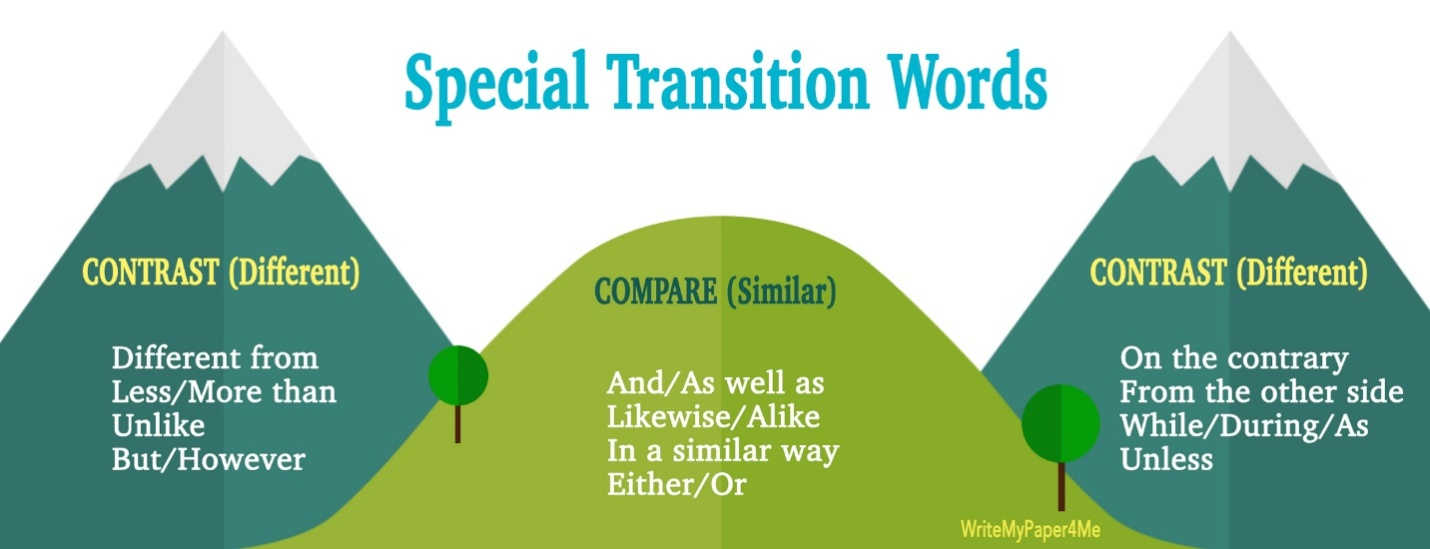 Special Transition Words
CONTRAST (Different)
Different from
Less/More than
Unlike
But/However
COMPARE (Similar)
And/As well as
Likewise/Alike
In a similar way
Either/Or
CONTRAST (Different)
On the contrary
From the other side
While/During/As
Unless
WriteMyPaper4Me